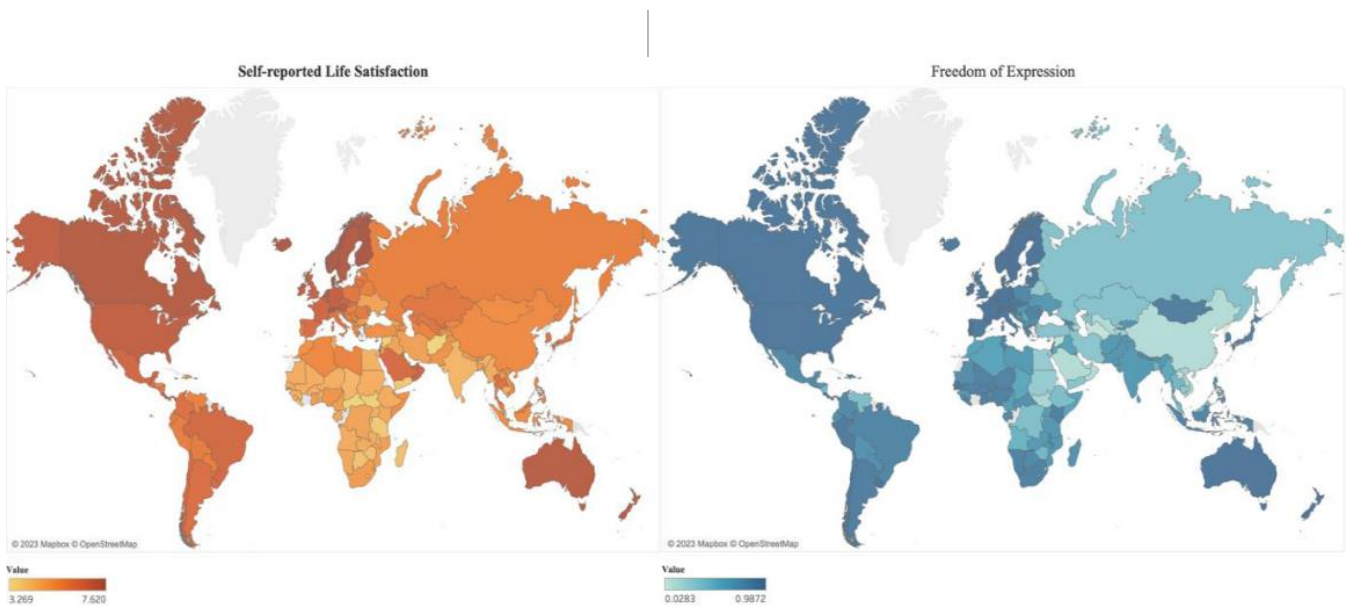 Self-reported Life Satisfaction
Freedom of Expression
© 2023 Mapbox © OpenStreetMap
© 2023 Mapbox © OpenStreetMap
Value
3.269 7.620
Value
0.0283 0.9872